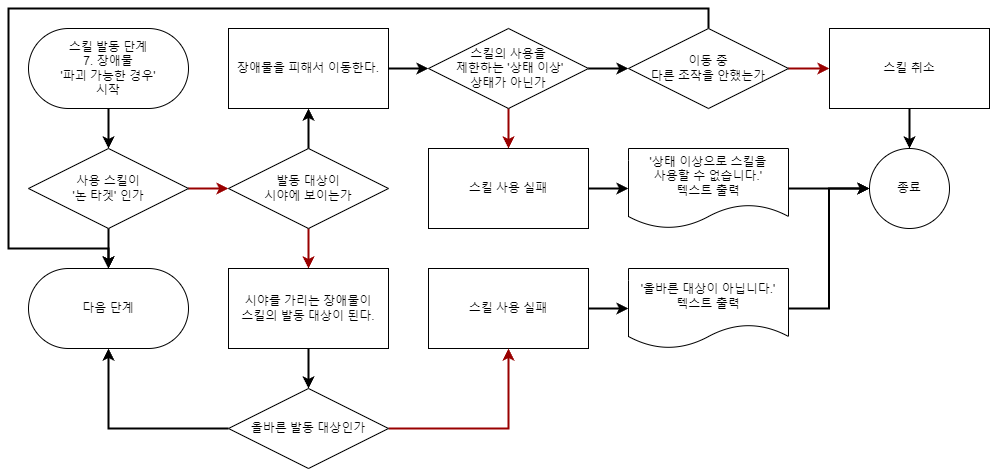 스킬 발동 단계
7. 장애물
'파괴 가능한 경우'
시작
장애물을 피해서 이동한다.
스킬의 사용을
제한하는 '상태 이상'
상태가 아닌가
이동 중
다른 조작을 안했는가
스킬 취소
사용 스킬이
'논 타겟' 인가
발동 대상이
시야에 보이는가
스킬 사용 실패
'상태 이상으로 스킬을
사용할 수 없습니다.'
텍스트 출력
종료
다음 단계
시야를 가리는 장애물이
스킬의 발동 대상이 된다.
스킬 사용 실패
'올바른 대상이 아닙니다.'
텍스트 출력
올바른 발동 대상인가